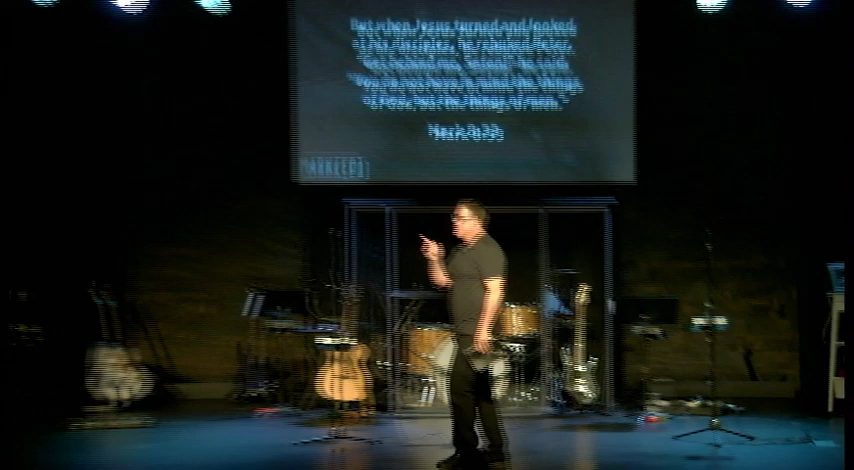 But when Jesus turned and looked
at his disciples, he rebuked Peter.
"Get behind me, Satan!" he said.
"You do not have in mind the things
of God, but the things of men."
Mark 8:33
MARKLED